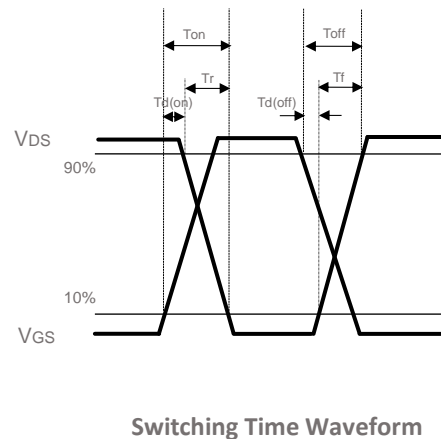 Ton
Toff
Tr
Tf
Td(on)
Td(off)
VDS
90%
10%
VGS
Switching Time Waveform